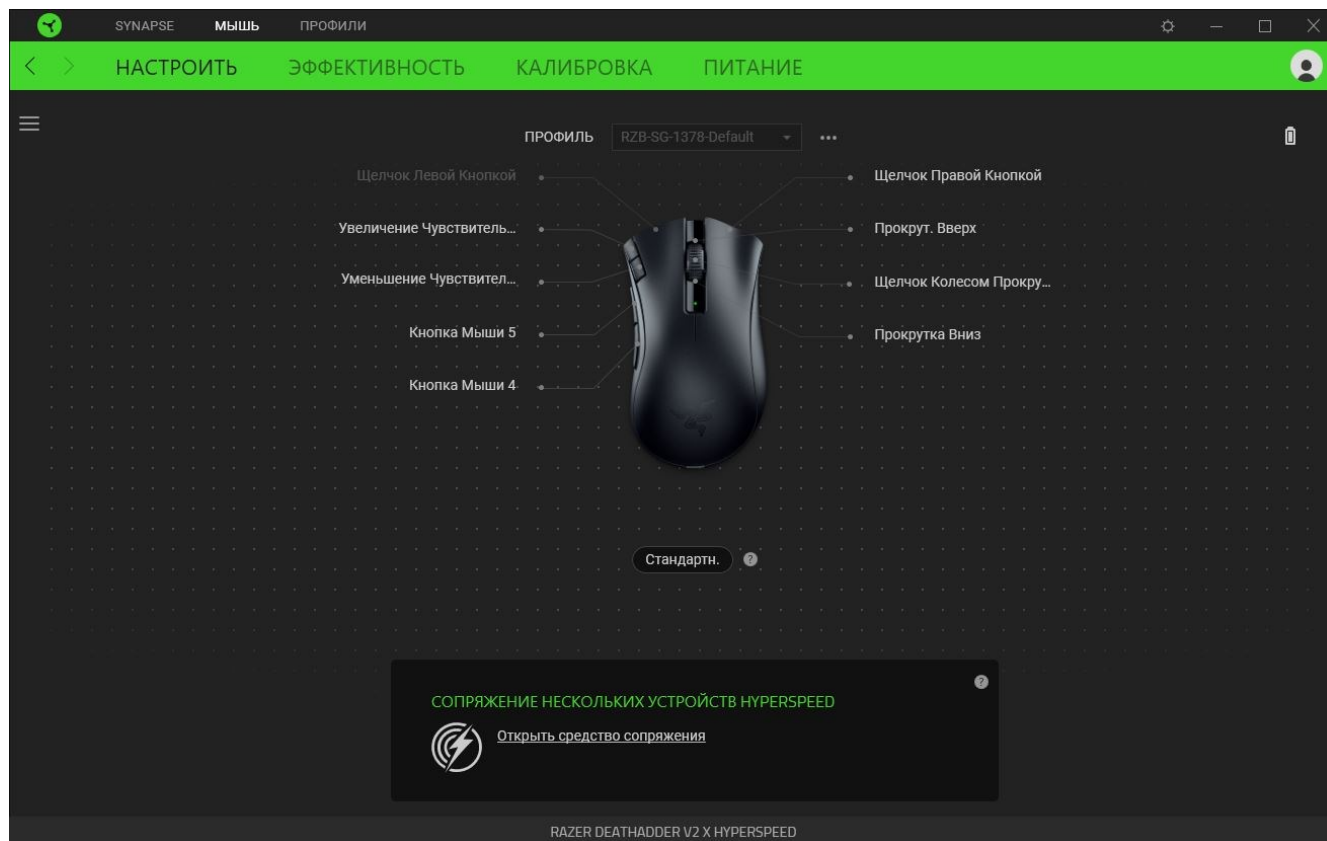 SYNAPSE МЫШЬ ПРОФИЛИ
НАСТРОИТЬ ЭФФЕКТИВНОСТЬ КАЛИБРОВКА ПИТАНИЕ
ПРОФИЛЬ RZB-SG-1378-Default
Щелчок Левой Кнопкой
Щелчок Правой Кнопкой
Увеличение Чувствитель...
Прокрут. Вверх
Уменьшение Чувствител...
Щелчок Колесом Прокру...
Кнопка Мыши 5
Прокрутка Вниз
Кнопка Мыши 4
Стандартн. ?
СОПРЯЖЕНИЕ НЕСКОЛЬКИХ УСТРОЙСТВ HYPERSPEED ?
Открыть средство сопряжения
RAZER DEATHADDER V2 X HYPERSPEED